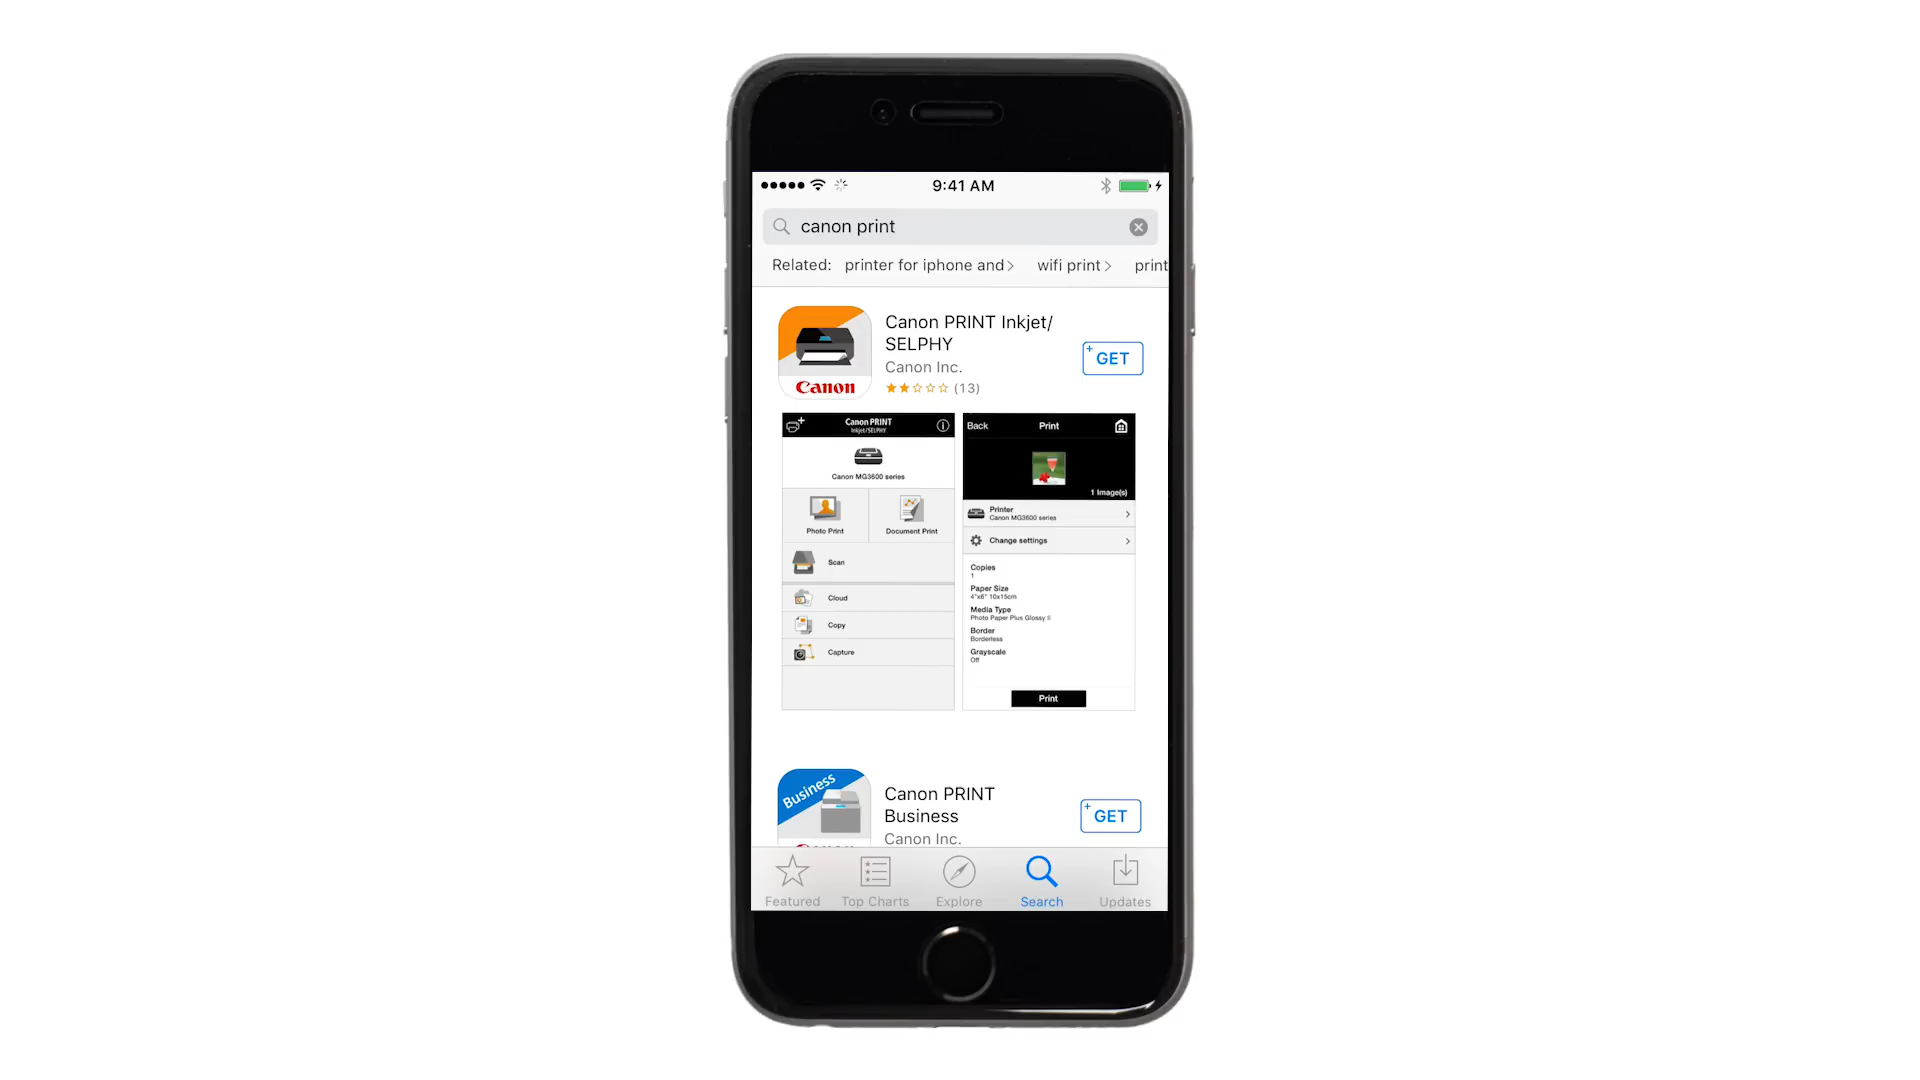 9:41 AM
canon print
Related: printer for iphone and wifi print print
Canon PRINT Inkjet/
SELPHY
Canon Inc.
(13)
GET
Canon
Canon PRINT
Inkjet/SELPHY
Canon MG3600 series
Photo Print
Document Print
Scan
Cloud
Copy
Capture
Back Print
1 Image(s)
Printer
Canon MG3600 series
Change settings
Copies
1
Paper Size
4"x6" 10x15cm
Media Type
Photo Paper Plus Glossy II
Border
Borderless
Grayscale
Off
Print
Business
Canon PRINT
Business
Canon Inc.
GET
Featured Top Charts Explore Search Updates